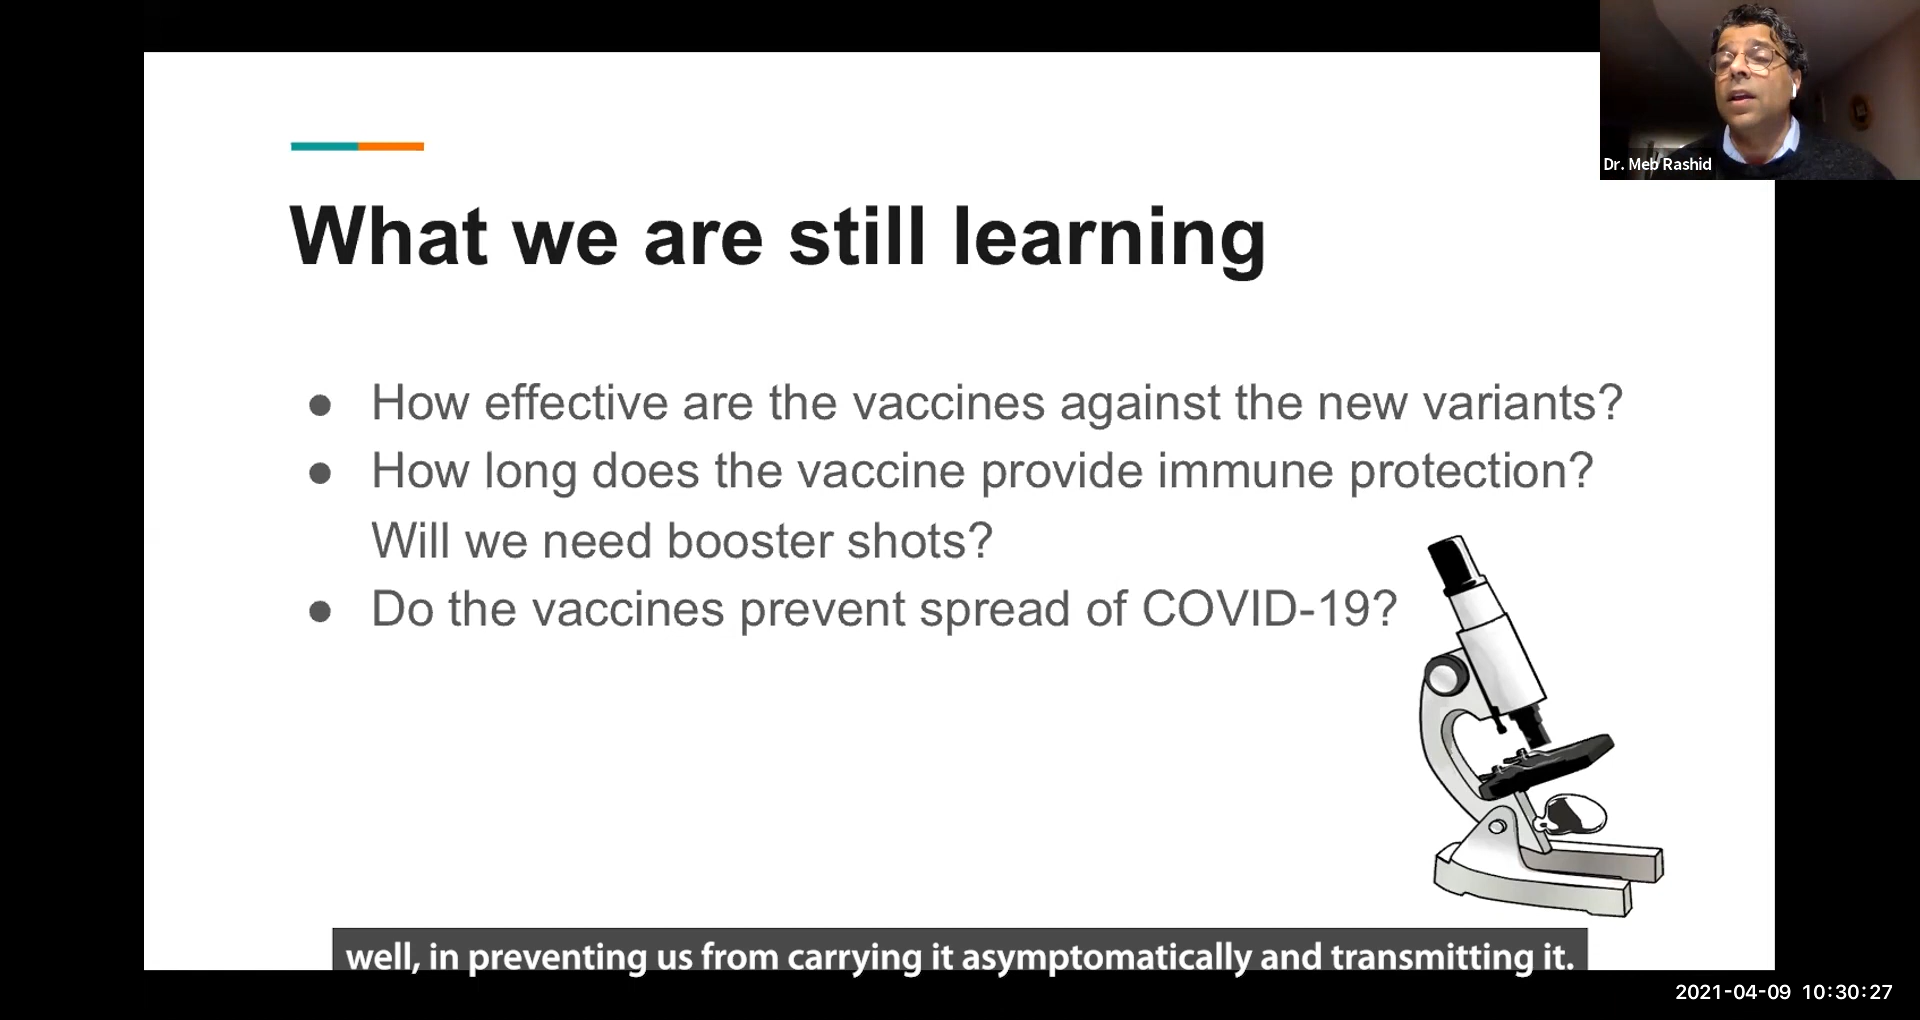 Dr. Meb Rashid
What we are still learning
● How effective are the vaccines against the new variants?
● How long does the vaccine provide immune protection?
Will we need booster shots?
● Do the vaccines prevent spread of COVID-19?
well, in preventing us from carrying it asymptomatically and transmitting it.
2021-04-09 10:30:27